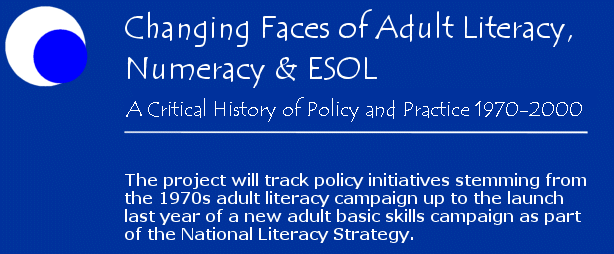 Changing Faces of Adult Literacy,
Numeracy & ESOL
A Critical History of Policy and Practice 1970-2000
The project will track policy initiatives stemming from
the 1970s adult literacy campaign up to the launch
last year of a new adult basic skills campaign as part
of the National Literacy Strategy.